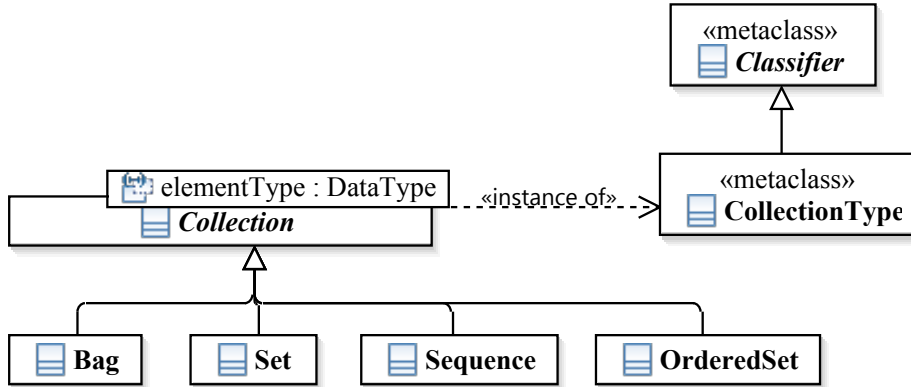 «metaclass»
Classifier
elementType : DataType
«instance of»
«metaclass»
CollectionType
Collection
Bag
Set
Sequence
OrderedSet